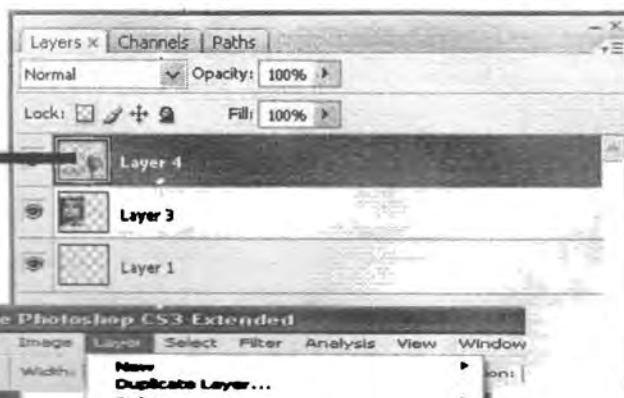 Layers × Channels Paths
Normal Opacity: 100%
Lock: Fill: 100%
Layer 4
Layer 3
Layer 1
e Photoshop CS3 Extended
Image Layer Select Filter Analysis View Window
Width: on:
New
Duplicate Layer...